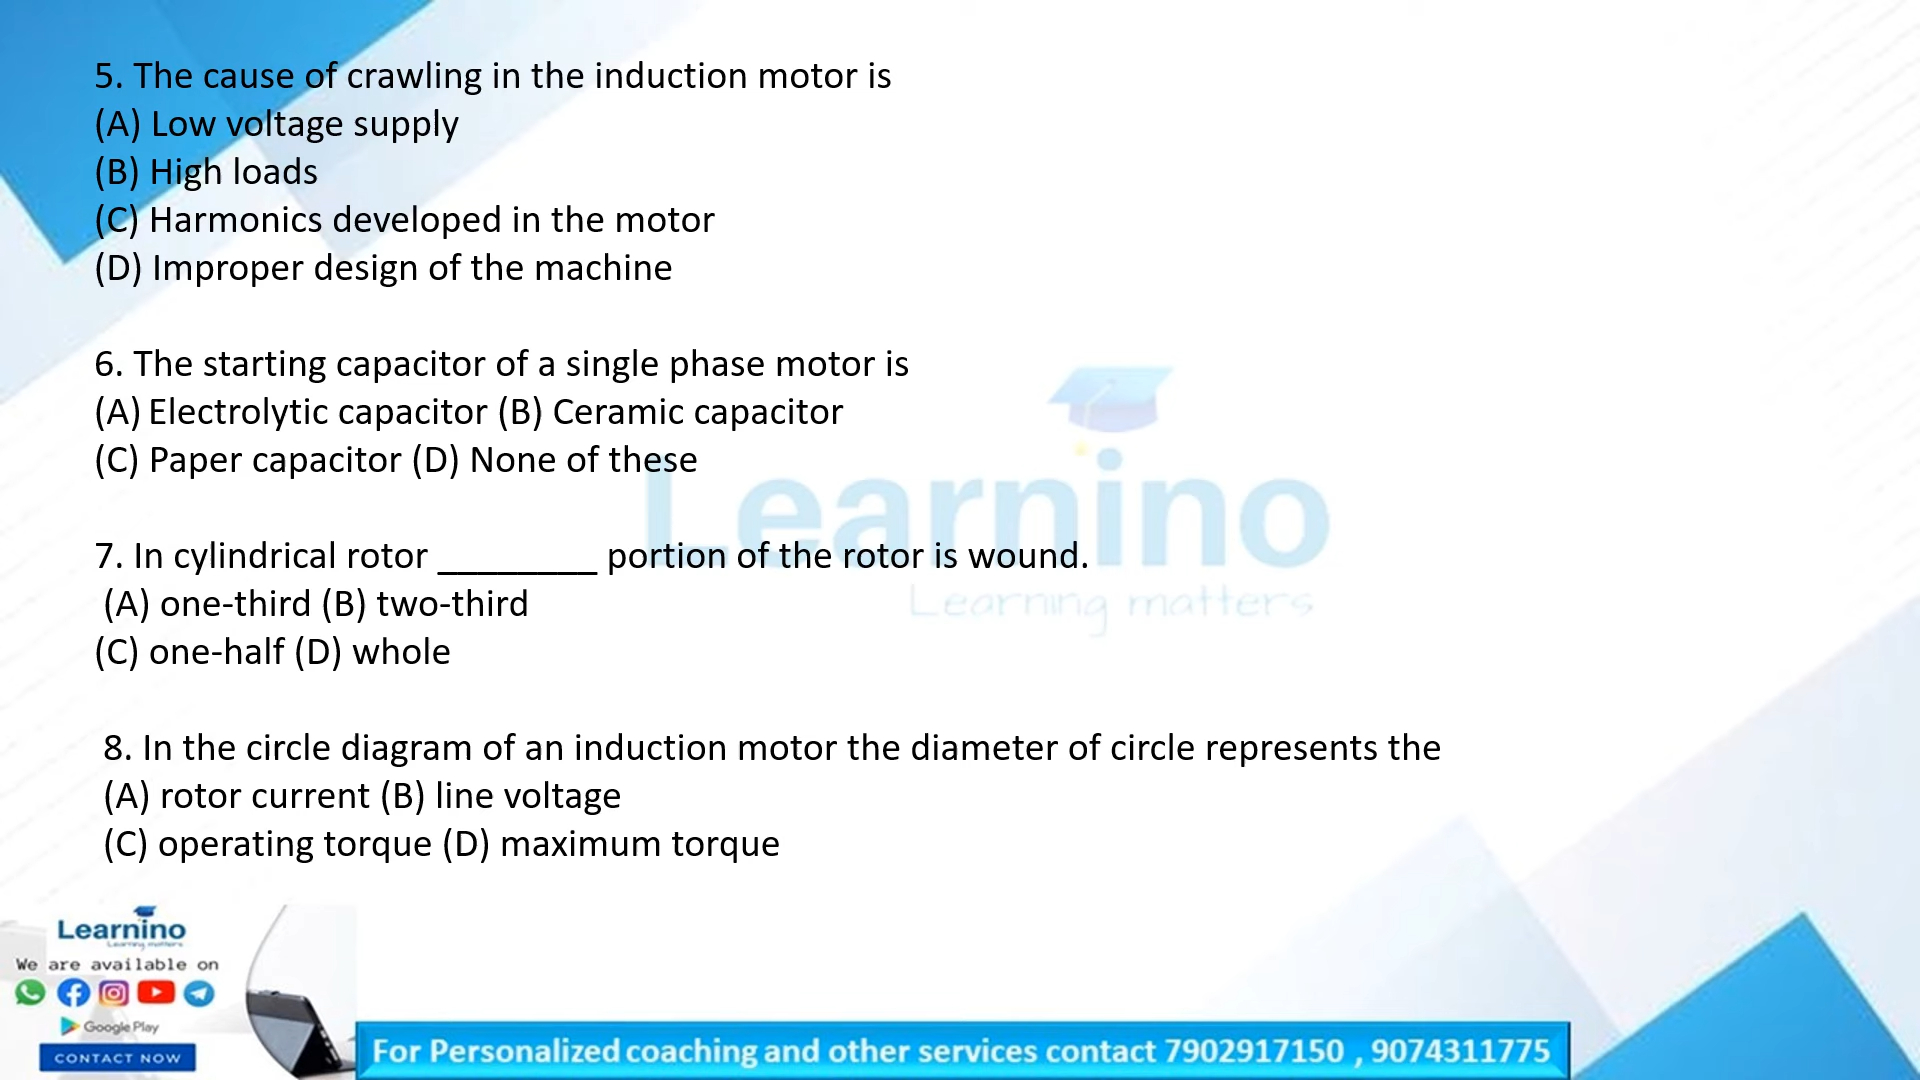 5. The cause of crawling in the induction motor is
(A) Low voltage supply
(B) High loads
(C) Harmonics developed in the motor
(D) Improper design of the machine
6. The starting capacitor of a single phase motor is
(A) Electrolytic capacitor (B) Ceramic capacitor
(C) Paper capacitor (D) None of these
Learnino
Learning matters
7. In cylindrical rotor ________ portion of the rotor is wound.
(A) one-third (B) two-third
(C) one-half (D) whole
8. In the circle diagram of an induction motor the diameter of circle represents the
(A) rotor current (B) line voltage
(C) operating torque (D) maximum torque
Learnino
Learning matters
We are available on
Google Play
CONTACT NOW
For Personalized coaching and other services contact 7902917150 , 9074311775